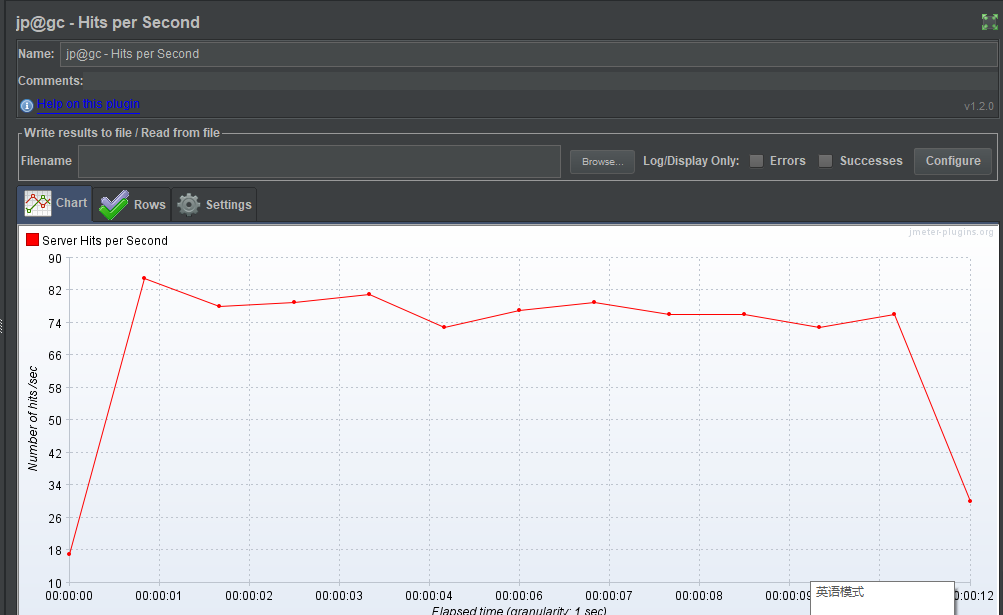 jp@gc - Hits per Second
Name: jp@gc - Hits per Second
Comments:
Help on this plugin
v1.2.0
Write results to file / Read from file
Filename Browse... Log/Display Only: Errors Successes Configure
Chart Rows Settings
jmeter-plugins.org
Server Hits per Second
90
82
74
66
58
50
42
34
26
18
10
Number of hits /sec
00:00:00 00:00:01 00:00:02 00:00:03 00:00:04 00:00:06 00:00:07 00:00:08 00:00:09 0:00:12
英语模式
Elapsed time (granularity: 1 sec)